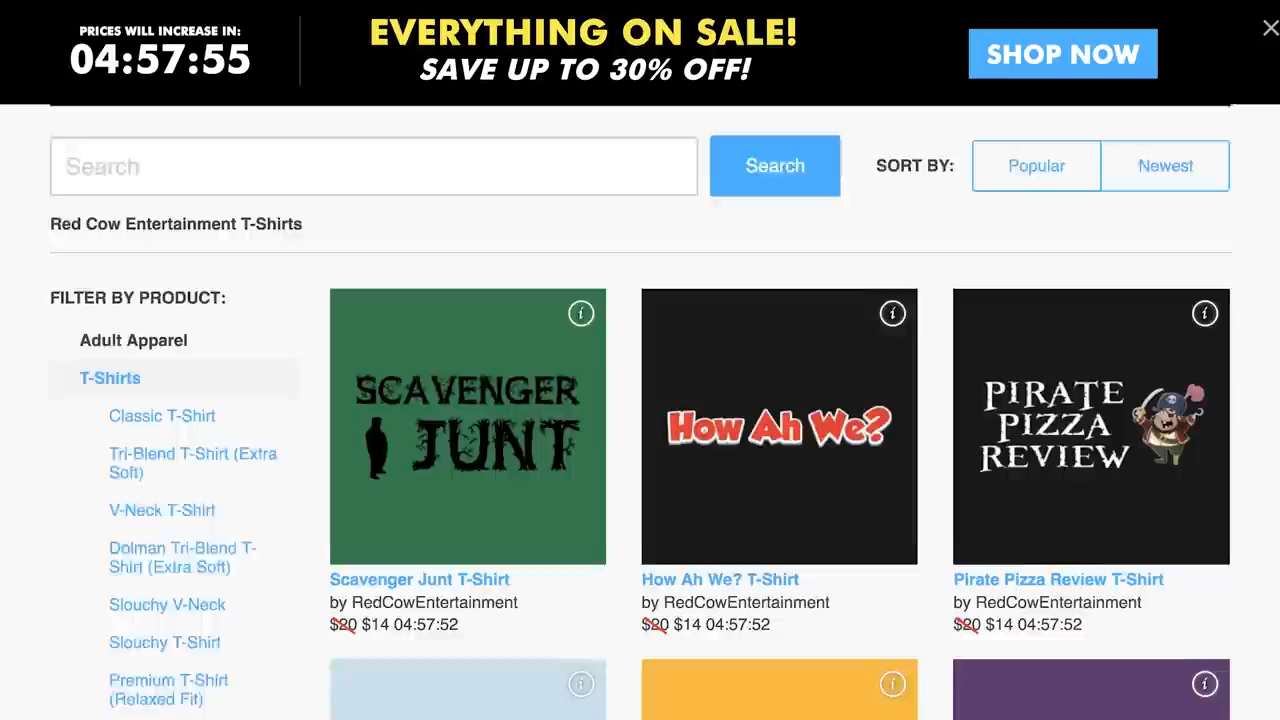 PRICES WILL INCREASE IN:
04:57:55
EVERYTHING ON SALE!
SAVE UP TO 30% OFF!
SHOP NOW
Search
Search
SORT BY:
Popular
Newest
Red Cow Entertainment T-Shirts
FILTER BY PRODUCT:
Adult Apparel
T-Shirts
Classic T-Shirt
Tri-Blend T-Shirt (Extra
Soft)
V-Neck T-Shirt
Dolman Tri-Blend T-
Shirt (Extra Soft)
Slouchy V-Neck
Slouchy T-Shirt
Premium T-Shirt
(Relaxed Fit)
SCAVENGER
JUNT
Scavenger Junt T-Shirt
by RedCowEntertainment
$20 $14 04:57:52
How Ah We?
How Ah We? T-Shirt
by RedCowEntertainment
$20 $14 04:57:52
PIRATE
PIZZA
REVIEW
Pirate Pizza Review T-Shirt
by RedCowEntertainment
$20 $14 04:57:52